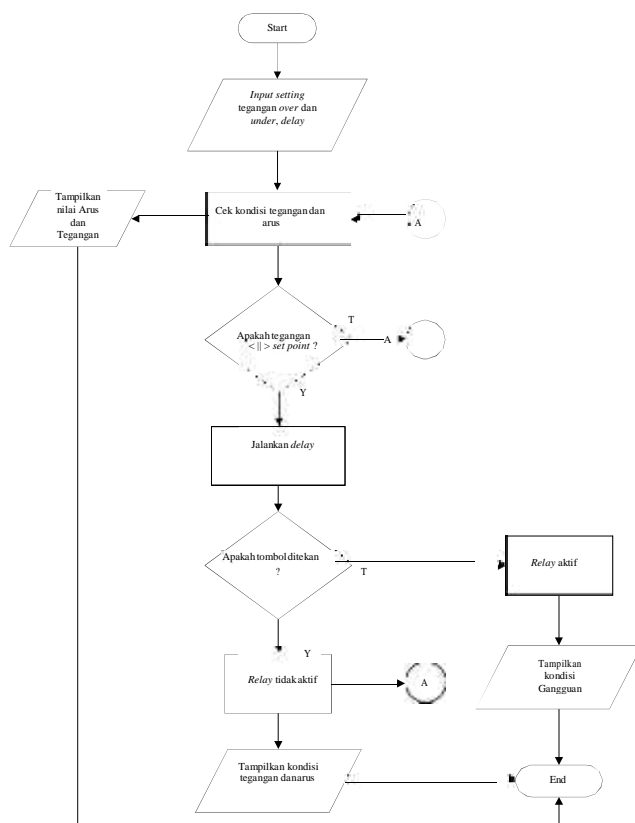 Start
Input setting
tegangan over dan
under, delay
Tampilkan
nilai Arus
dan
Tegangan
Cek kondisi tegangan dan
arus
A
Apakah tegangan
< || > set point ?
T
A
Y
Jalankan delay
Apakah tombol ditekan
?
T
Relay aktif
Y
Relay tidak aktif
A
Tampilkan
kondisi
Gangguan
Tampilkan kondisi
tegangan danarus
End